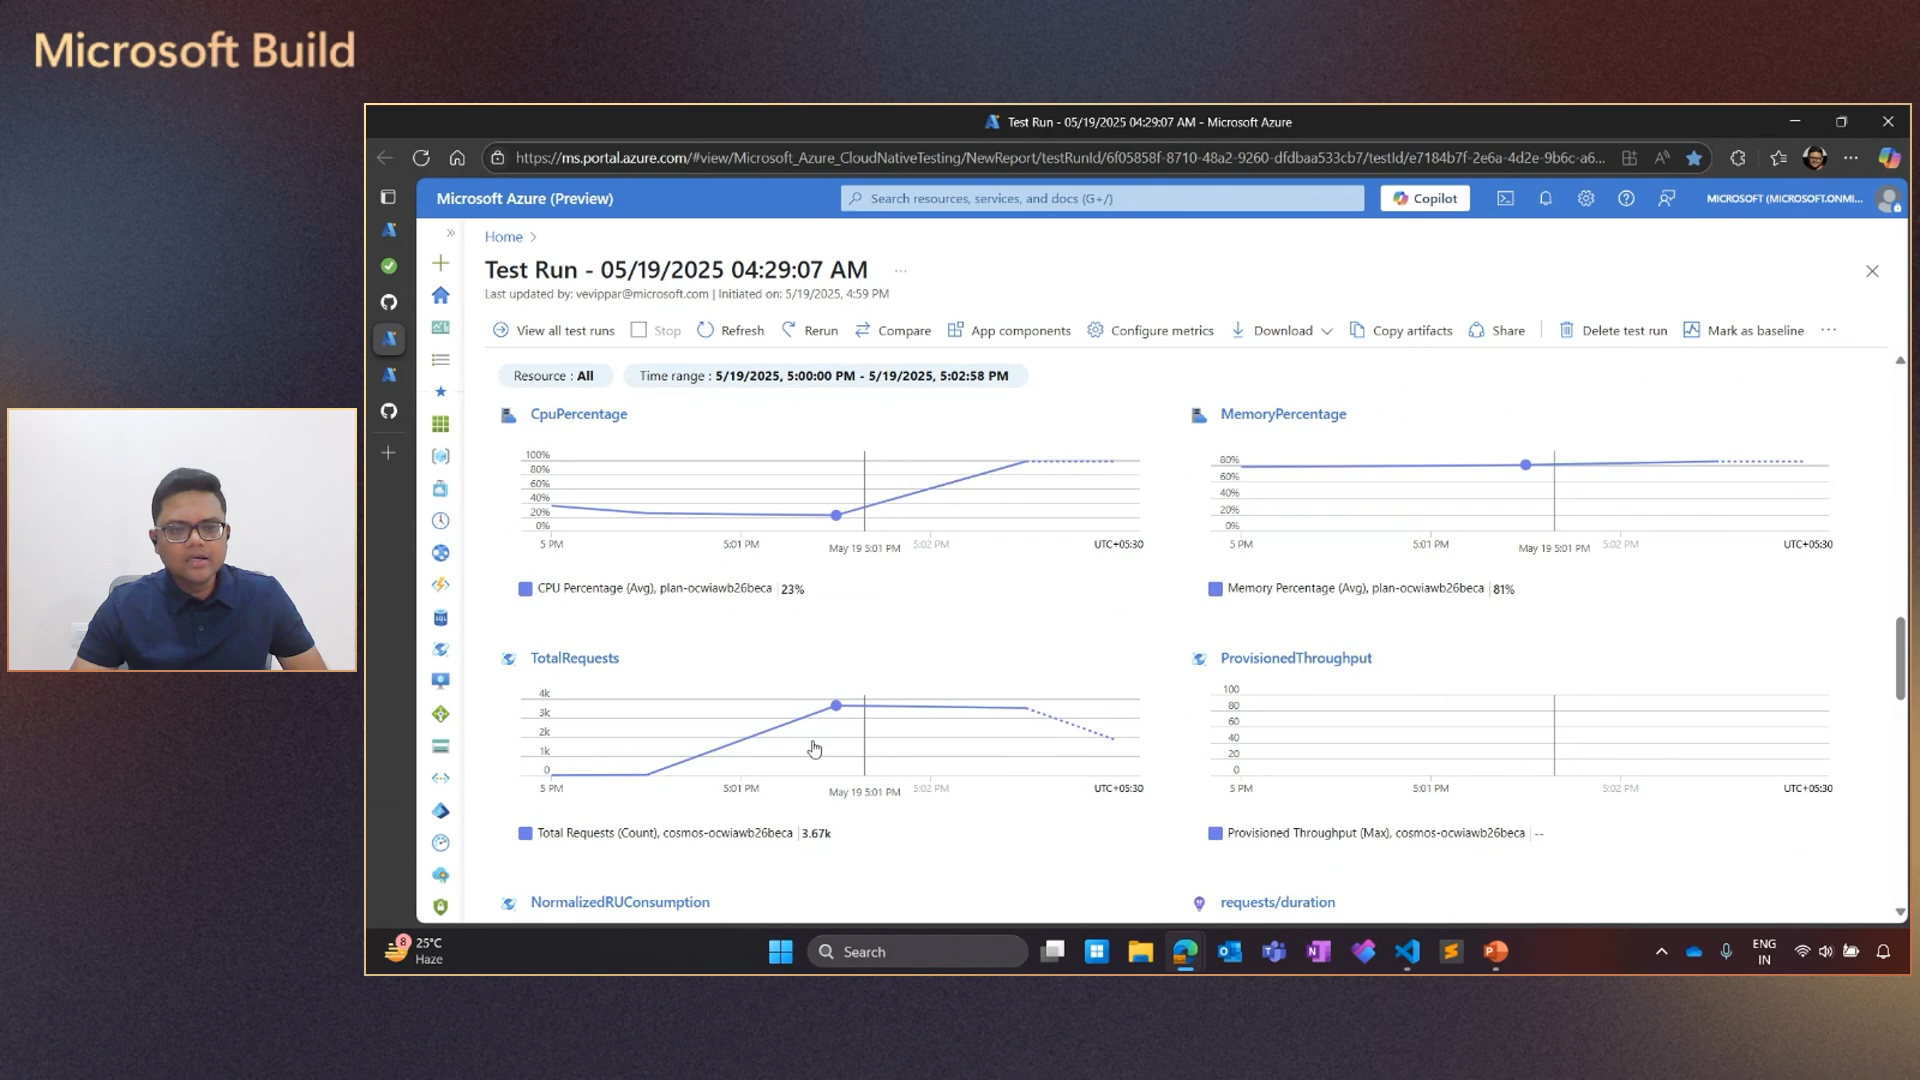 Microsoft Build
Test Run - 05/19/2025 04:29:07 AM - Microsoft Azure
https://ms.portal.azure.com/#view/Microsoft_Azure_CloudNativeTesting/NewReport/testRunId/6f05858f-8710-48a2-9260-dfdbaa533cb7/testId/e7184b7f-2e6a-4d2e-9b6c-a6...
Microsoft Azure (Preview)
Search resources, services, and docs (G+/)
Copilot
MICROSOFT (MICROSOFT.ONMI...
Home >
Test Run - 05/19/2025 04:29:07 AM ...
Last updated by: vevippar@microsoft.com | Initiated on: 5/19/2025, 4:59 PM
View all test runs Stop Refresh Rerun Compare App components Configure metrics Download Copy artifacts Share Delete test run Mark as baseline ...
Resource : All Time range : 5/19/2025, 5:00:00 PM - 5/19/2025, 5:02:58 PM
CpuPercentage
100%
80%
60%
40%
20%
0%
5 PM 5:01 PM May 19 5:01 PM 5:02 PM UTC+05:30
CPU Percentage (Avg), plan-ocwiawb26beca | 23%
MemoryPercentage
80%
60%
40%
20%
0%
5 PM 5:01 PM May 19 5:01 PM 5:02 PM UTC+05:30
Memory Percentage (Avg), plan-ocwiawb26beca | 81%
TotalRequests
4k
3k
2k
1k
0
5 PM 5:01 PM May 19 5:01 PM 5:02 PM UTC+05:30
Total Requests (Count), cosmos-ocwiawb26beca | 3.67k
ProvisionedThroughput
100
80
60
40
20
0
5 PM 5:01 PM 5:02 PM UTC+05:30
Provisioned Throughput (Max), cosmos-ocwiawb26beca | --
NormalizedRUConsumption
requests/duration
8
25°C
Haze
Search
ENG
IN